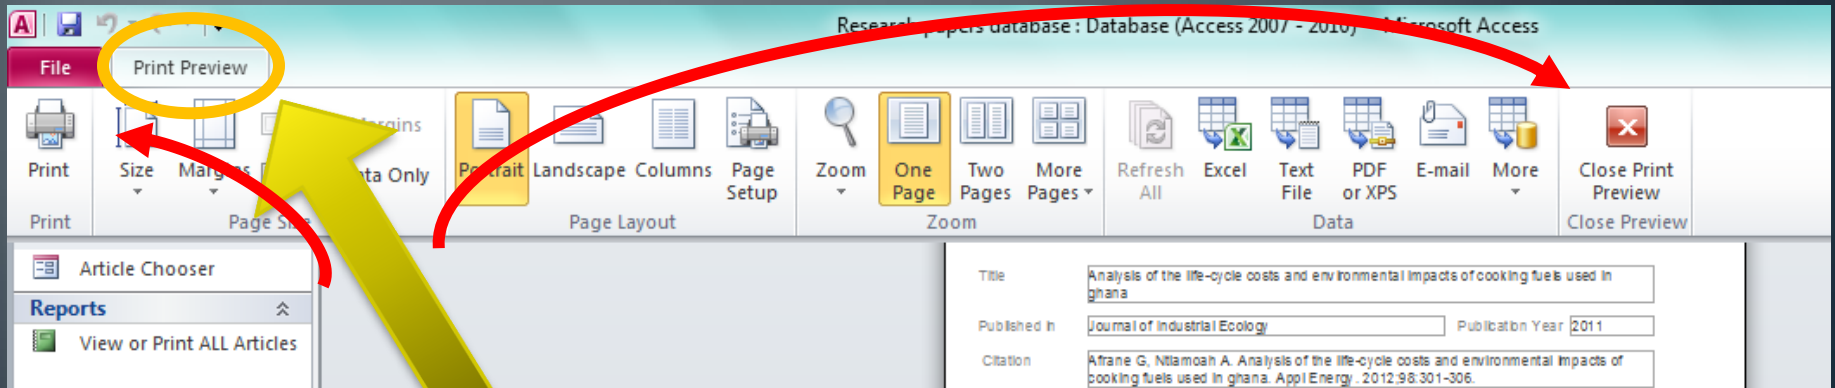 A
Research papers database : Database (Access 2007 - 2010) - Microsoft Access
File
Print Preview
Print
Size
Margins
Margins
Data Only
Portrait
Landscape
Columns
Page
Setup
Zoom
One
Page
Two
Pages
More
Pages
Refresh
All
Excel
Text
File
PDF
or XPS
E-mail
More
Close Print
Preview
Print
Page Size
Page Layout
Zoom
Data
Close Preview
Article Chooser
Reports
View or Print ALL Articles
Title
Analysis of the life-cycle costs and environmental impacts of cooking fuels used in
ghana
Published In
Journal of Industrial Ecology
Publication Year
2011
Citation
Afrane G, Ntiamoah A. Analysis of the life-cycle costs and environmental impacts of
cooking fuels used in ghana. Appl Energy . 2012;98:301-306.